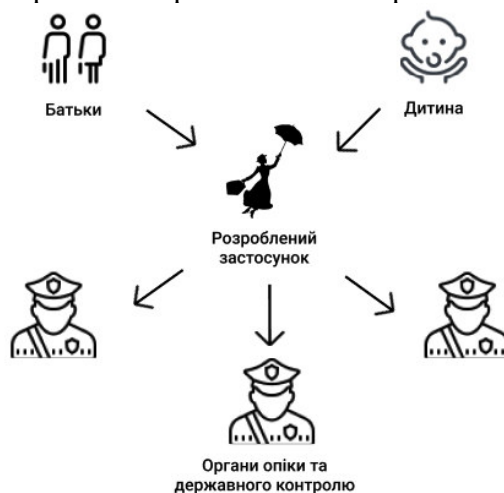 Батьки
Дитина
Розроблений
застосунок
Органи опіки та
державного контролю